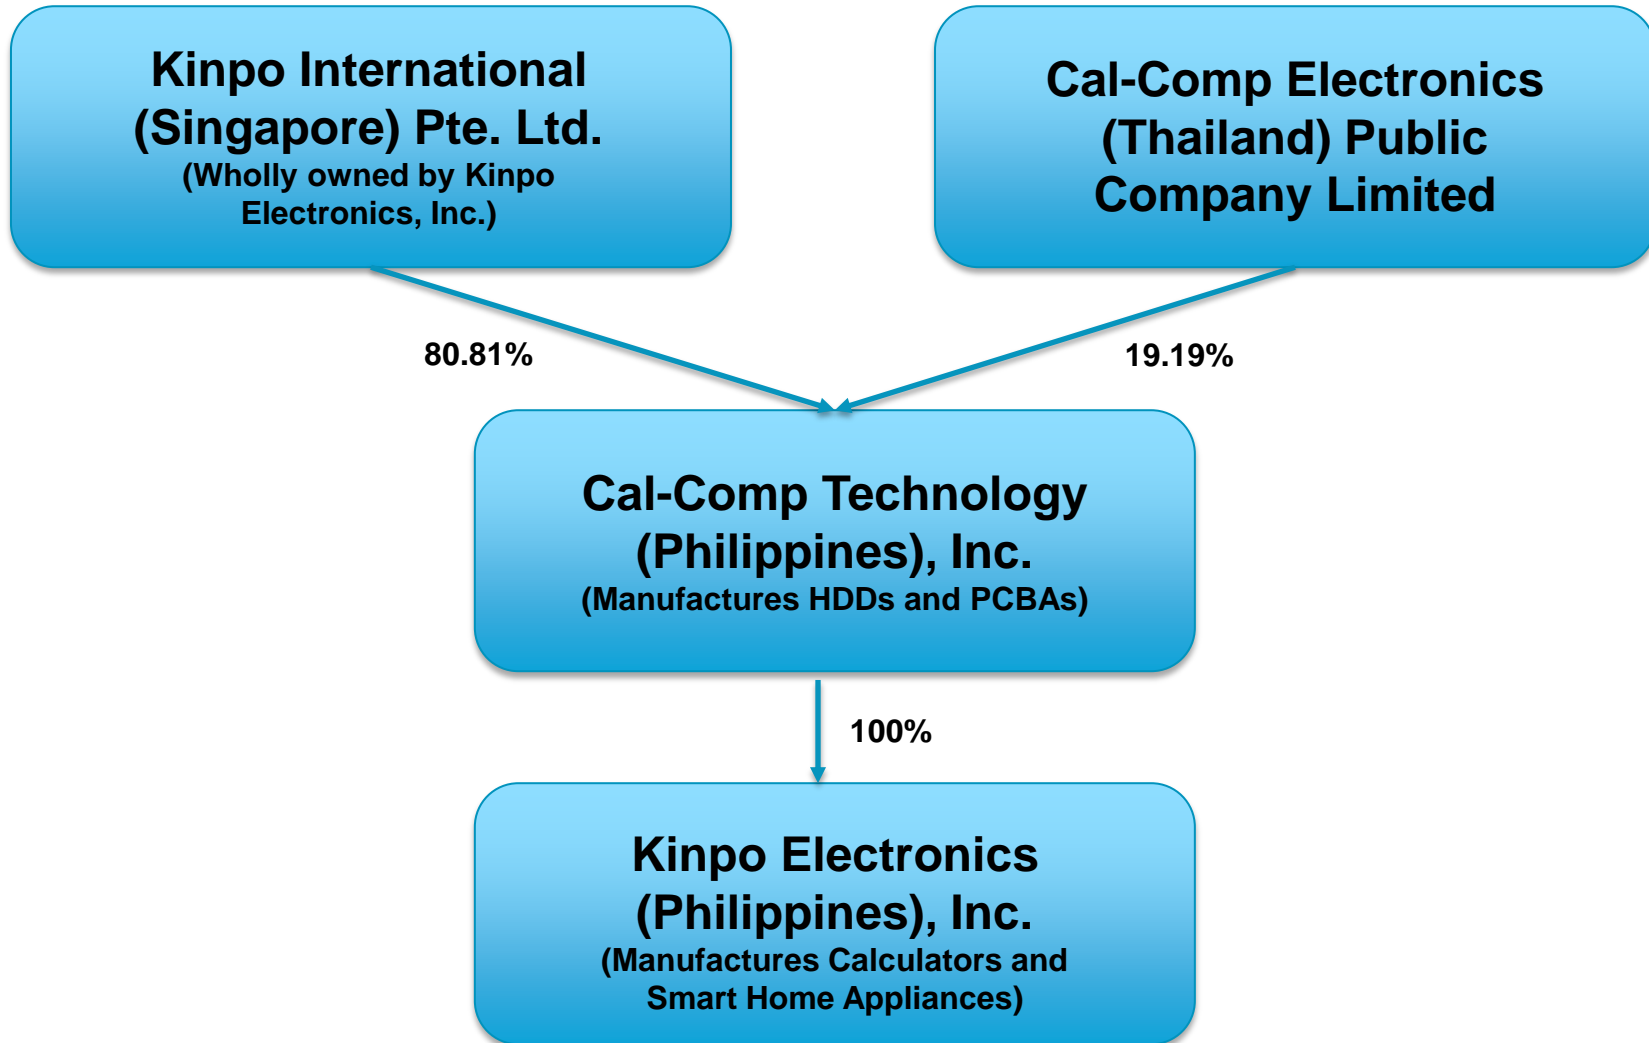 Kinpo International
(Singapore) Pte. Ltd.
(Wholly owned by Kinpo
Electronics, Inc.)
Cal-Comp Electronics
(Thailand) Public
Company Limited
80.81%
19.19%
Cal-Comp Technology
(Philippines), Inc.
(Manufactures HDDs and PCBAs)
100%
Kinpo Electronics
(Philippines), Inc.
(Manufactures Calculators and
Smart Home Appliances)